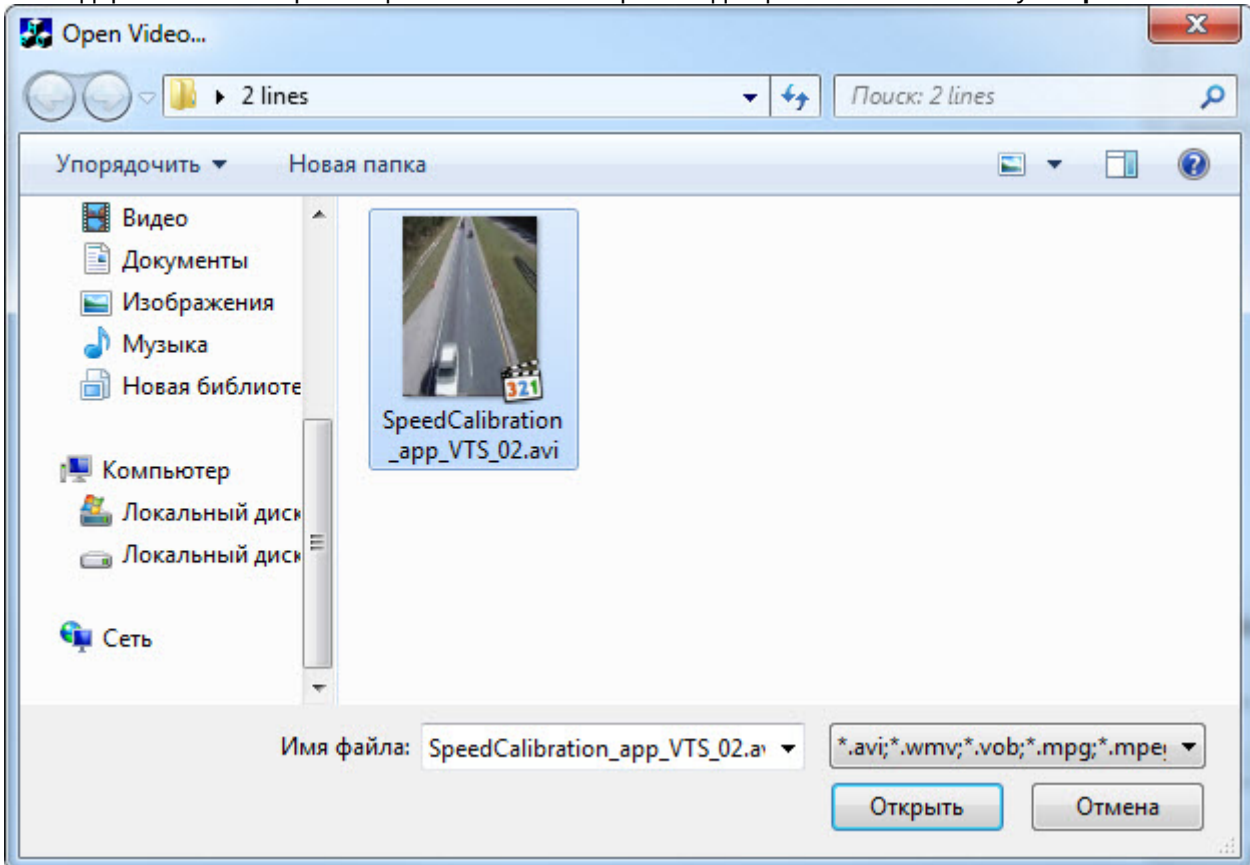 Open Video...
2 lines
Поиск: 2 lines
Упорядочить
Новая папка
Видео
Документы
Изображения
Музыка
Новая библиоте
Компьютер
Локальный диск
Локальный диск
Сеть
321
SpeedCalibration
_app_VTS_02.avi
Имя файла:
SpeedCalibration_app_VTS_02.a
*.avi;*.wmv;*.vob;*.mpg;*.mpe
Открыть
Отмена